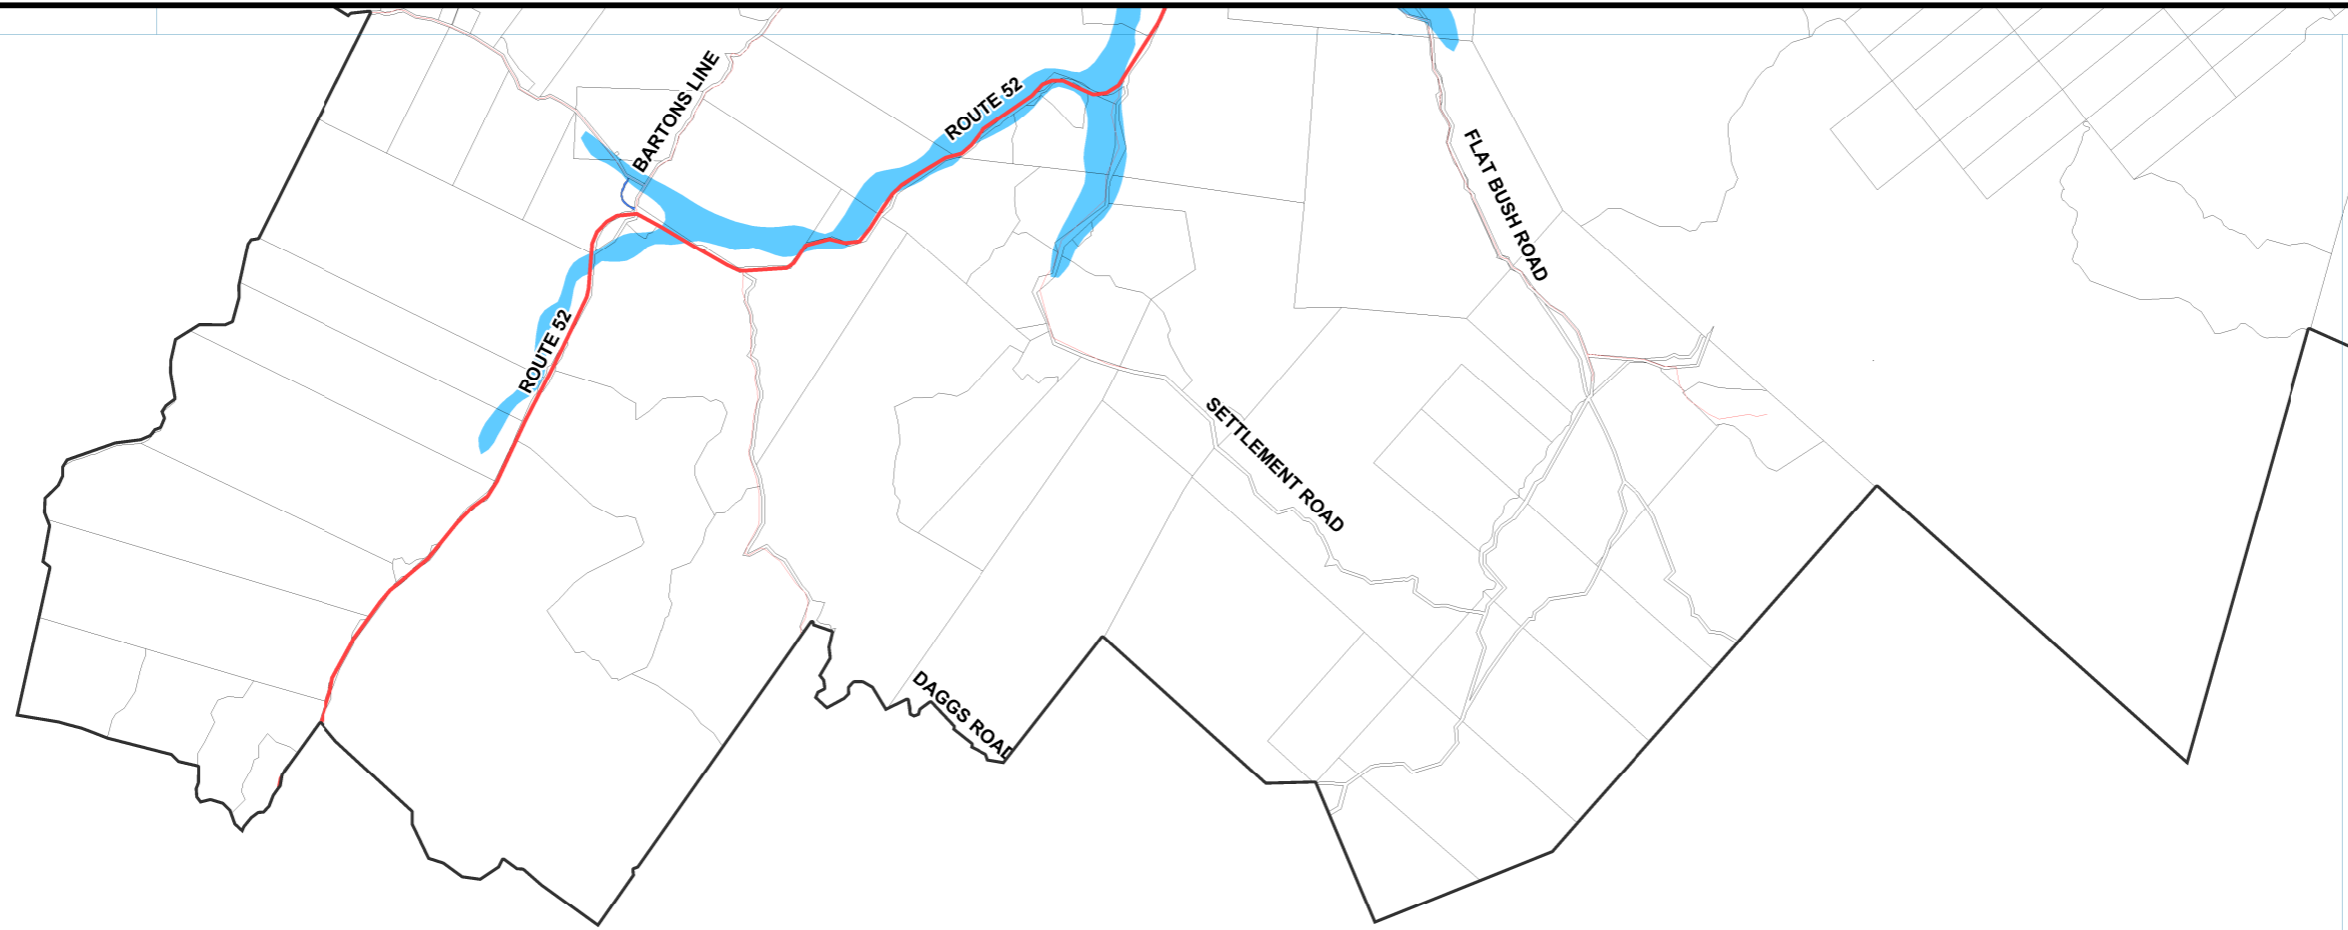 BARTONS LINE
ROUTE 52
FLAT BUSH ROAD
ROUTE 52
SETTLEMENT ROAD
DAGGS ROAD